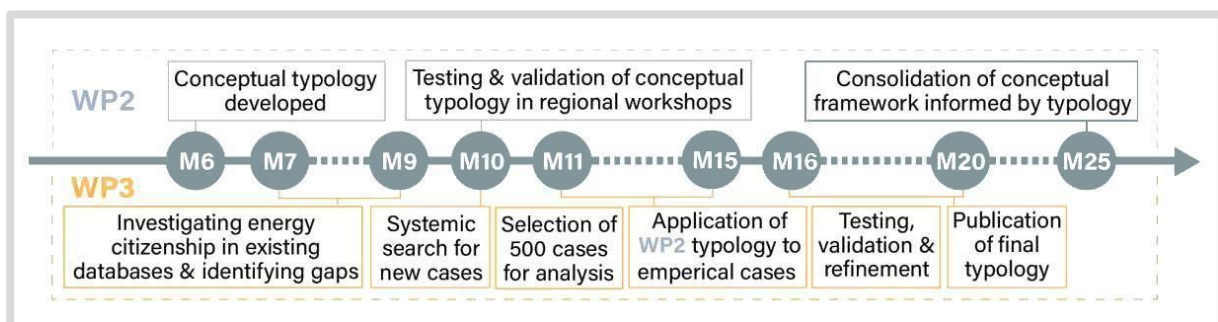 WP2
Conceptual typology
developed
Testing & validation of conceptual
typology in regional workshops
Consolidation of conceptual
framework informed by typology
M6 M7 M9 M10 M11 M15 M16 M20 M25
WP3
Investigating energy
citizenship in existing
databases & identifying gaps
Systemic
search for
new cases
Selection of
500 cases
for analysis
Application of
WP2 typology to
emperical cases
Testing,
validation &
refinement
Publication
of final
typology